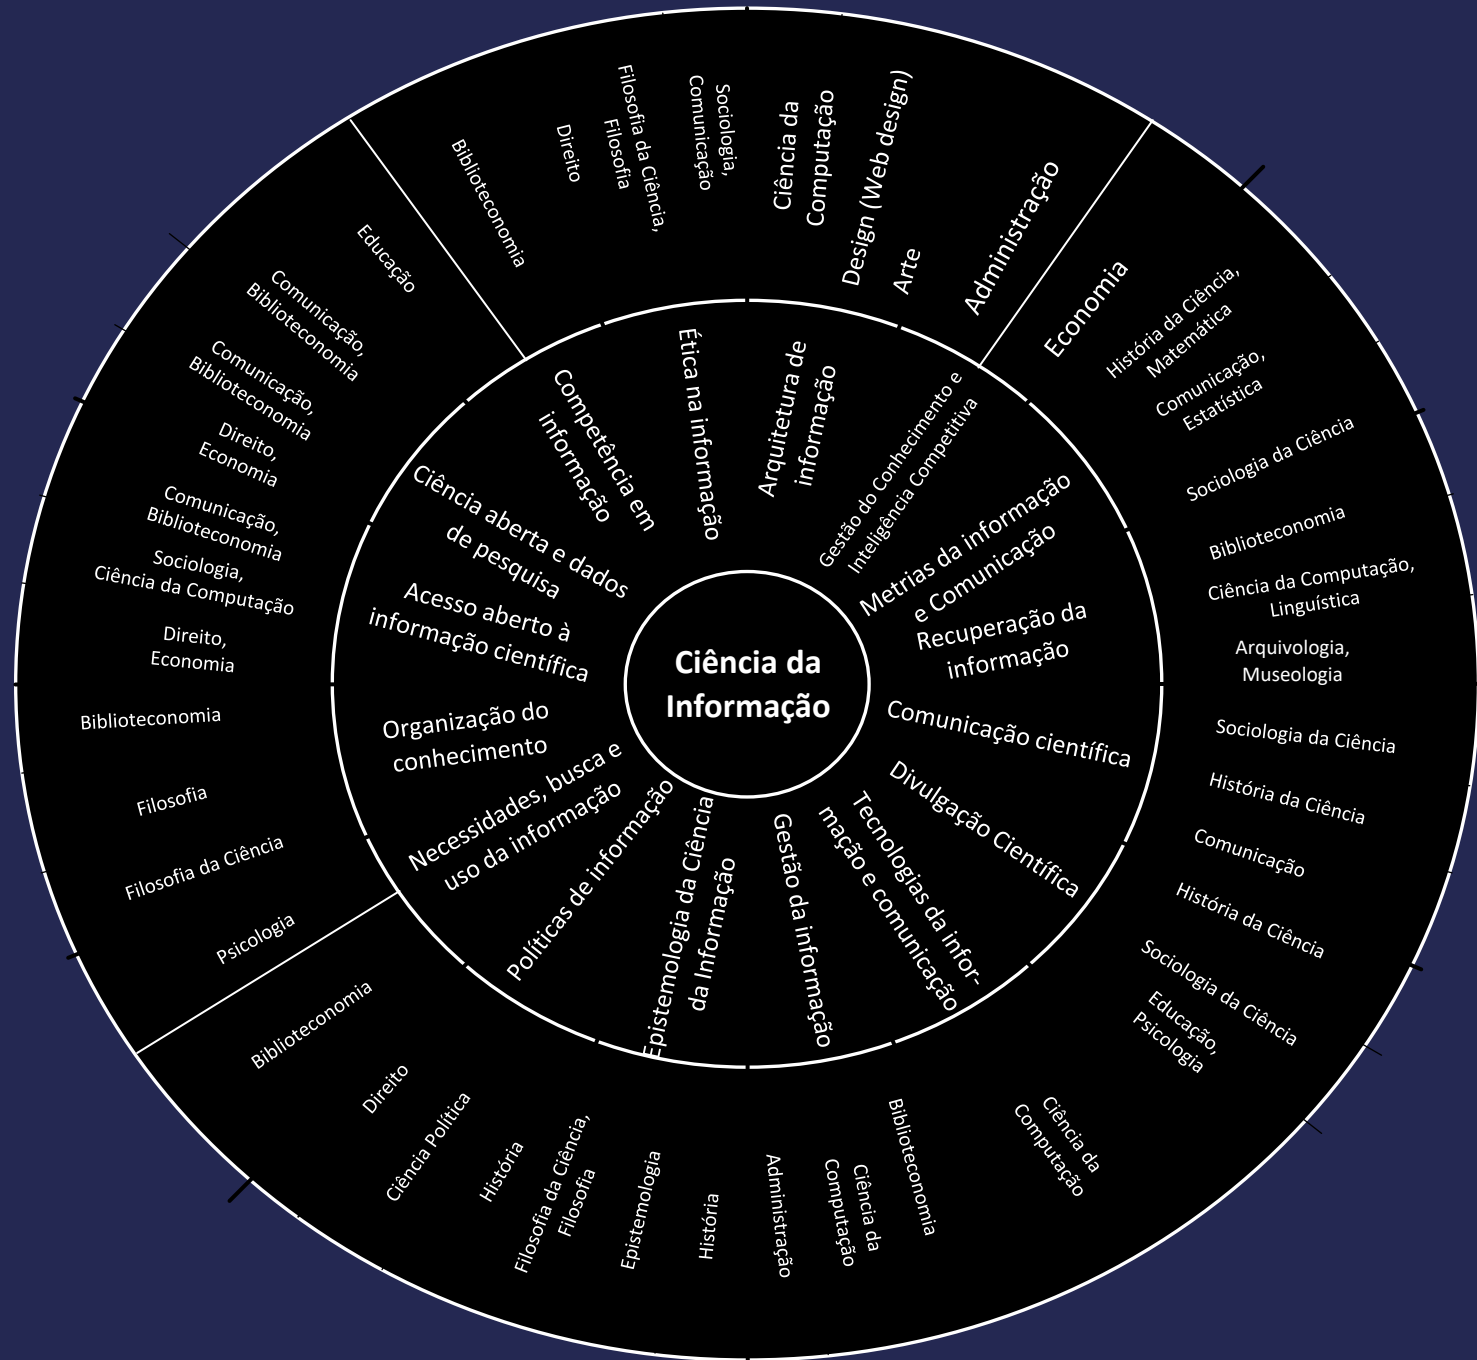 Ciência da
Informação
Ética na informação
Arquitetura de
informação
Gestão do Conhecimento e
Inteligência Competitiva
Metrias da informação
e Comunicação
Recuperação da
informação
Comunicação científica
Divulgação Científica
Tecnologias da infor-
mação e comunicação
Gestão da informação
Epistemologia da Ciência
da Informação
Políticas de informação
Necessidades, busca e
uso da informação
Organização do
conhecimento
Acesso aberto à
informação científica
Ciência aberta e dados
de pesquisa
Competência em
informação
Biblioteconomia
Direito
Filosofia da Ciência,
Filosofia
Sociologia,
Comunicação
Ciência da
Computação
Design (Web design)
Arte
Administração
Economia
História da Ciência,
Matemática
Comunicação,
Estatística
Sociologia da Ciência
Biblioteconomia
Ciência da Computação,
Linguística
Arquivologia,
Museologia
Sociologia da Ciência
História da Ciência
Comunicação
História da Ciência
Sociologia da Ciência
Educação,
Psicologia
Ciência da
Computação
Biblioteconomia
Ciência da
Computação
Administração
História
Epistemologia
Filosofia da Ciência,
Filosofia
História
Ciência Política
Direito
Biblioteconomia
Psicologia
Filosofia da Ciência
Filosofia
Biblioteconomia
Direito,
Economia
Sociologia,
Ciência da Computação
Comunicação,
Biblioteconomia
Direito,
Economia
Comunicação,
Biblioteconomia
Comunicação,
Biblioteconomia
Educação